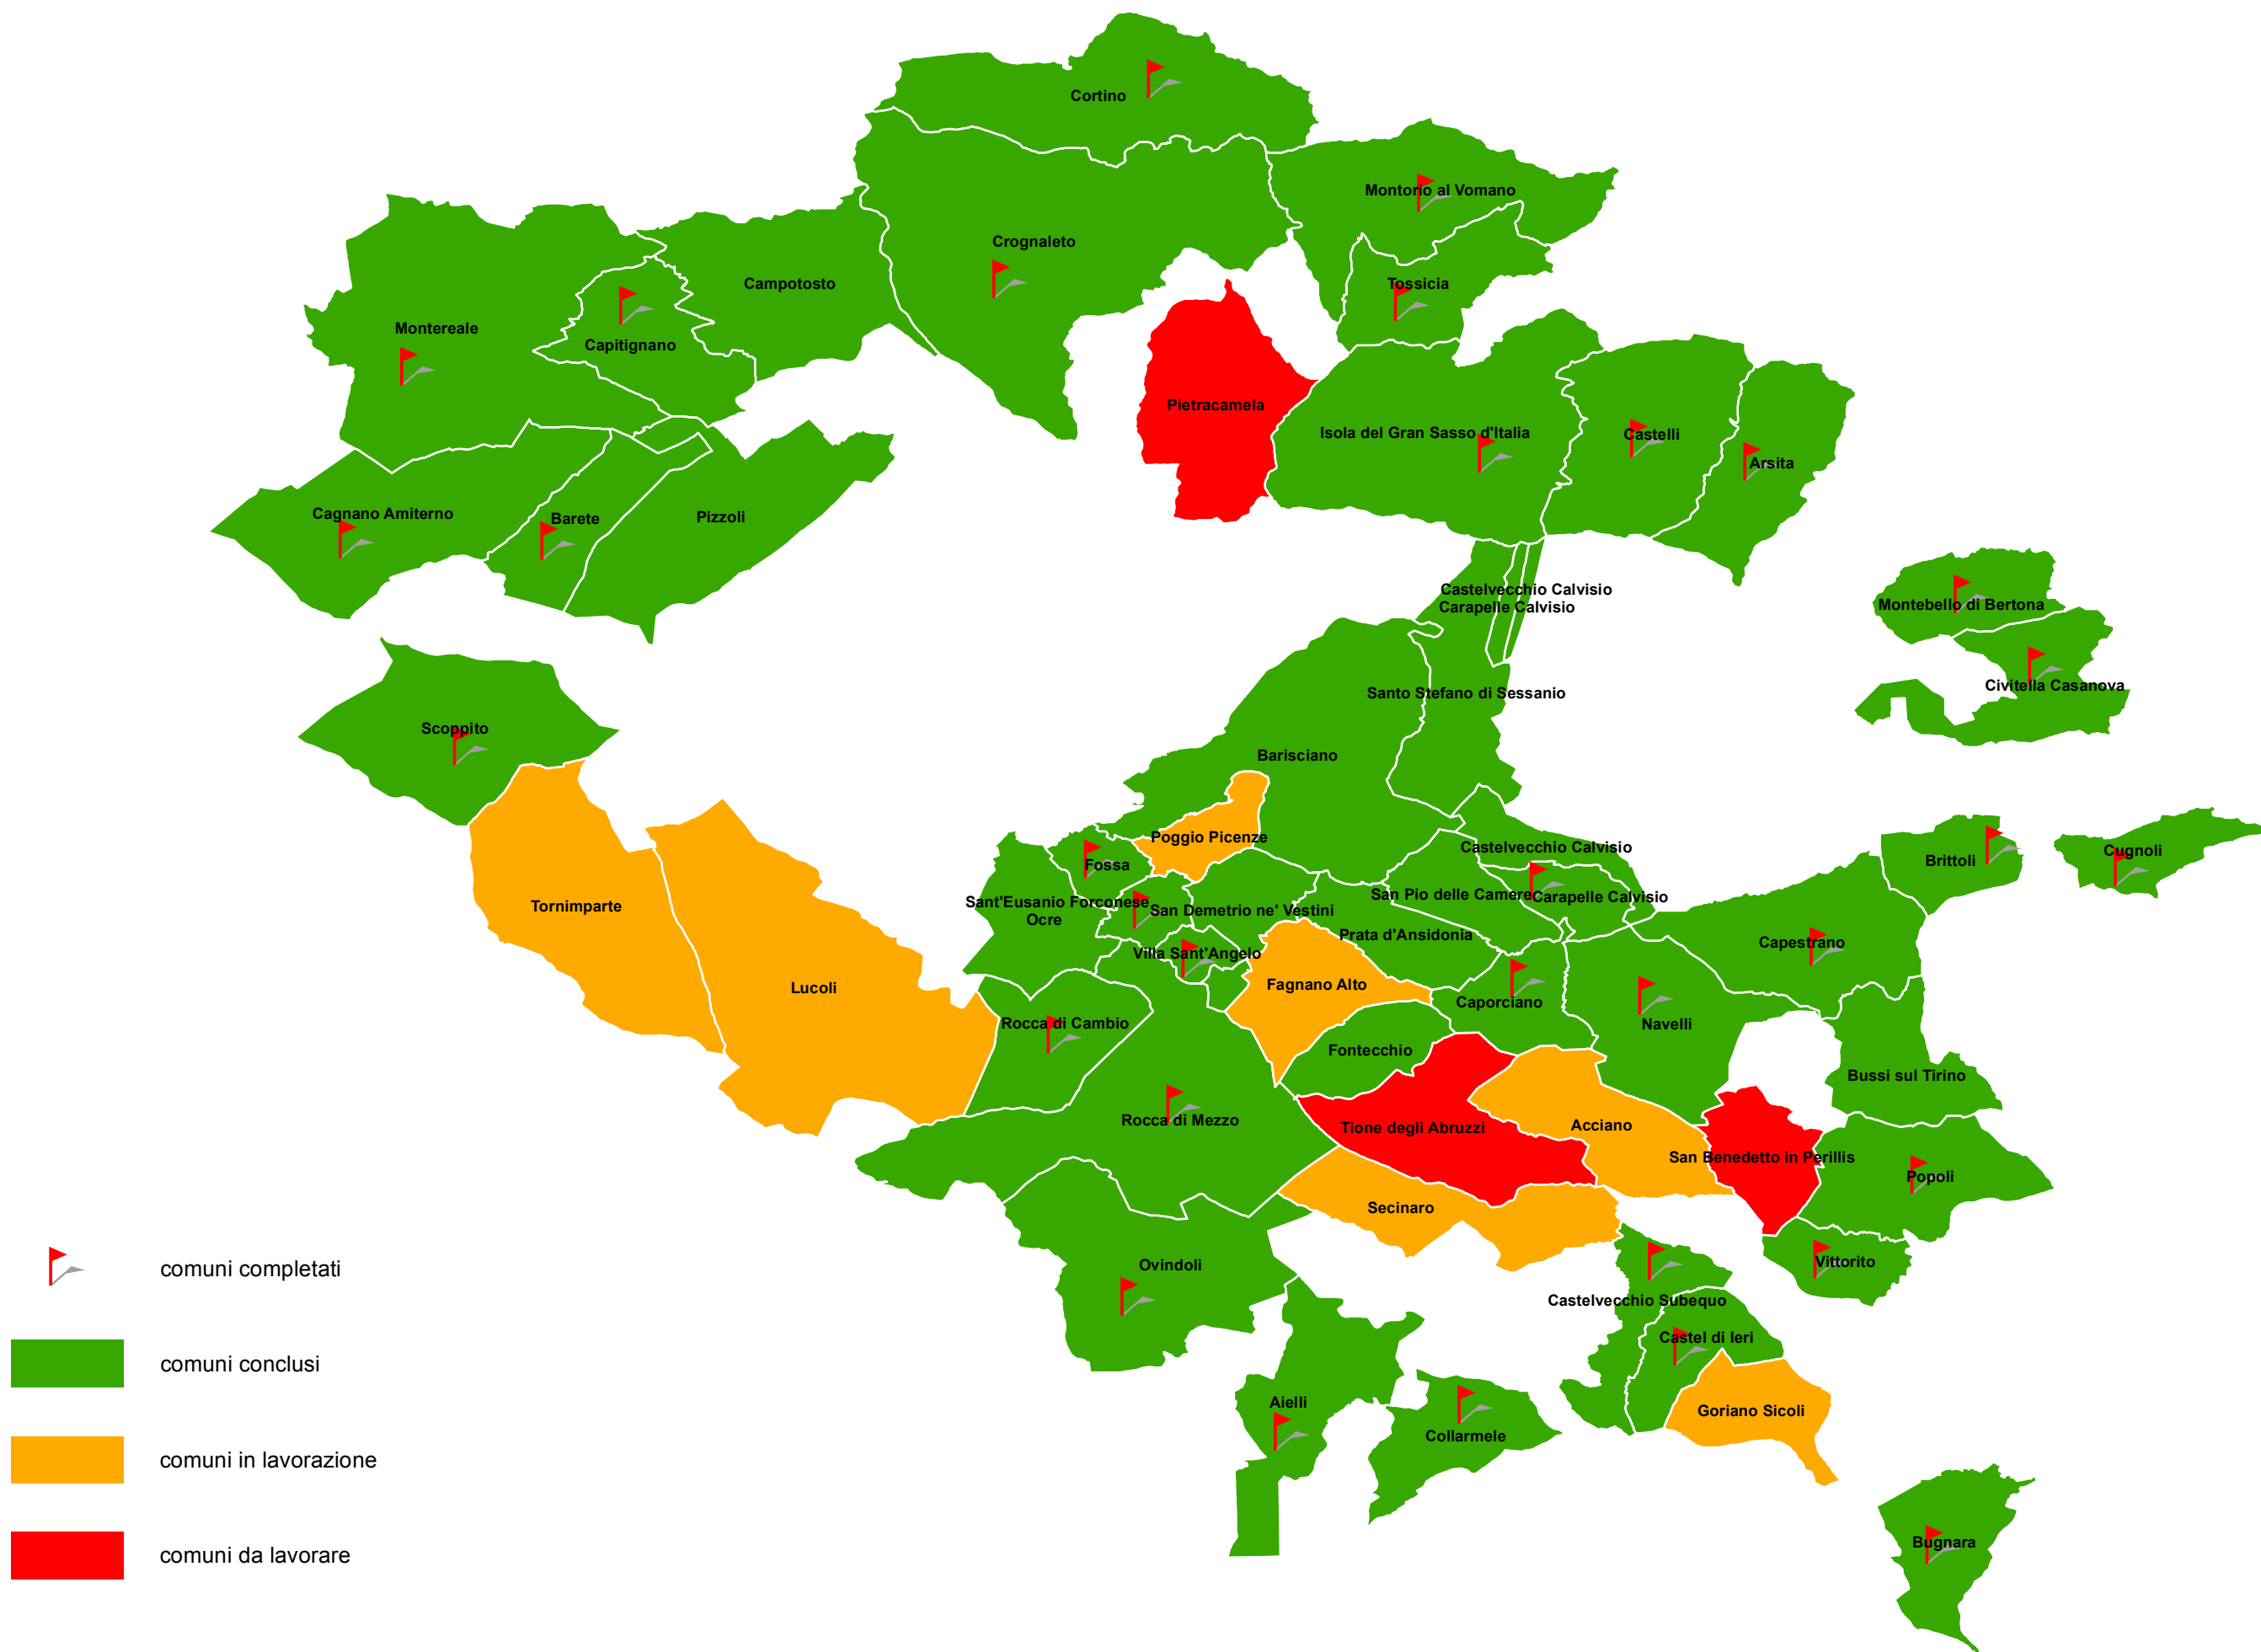 Cortino
Montorio al Vomano
Crognaleto
Tossicia
Campotosto
Montereale
Capitignano
Pietracamela
Isola del Gran Sasso d'Italia
Castelli
Arsita
Cagnano Amiterno
Barete
Pizzoli
Castelvecchio Calvisio
Carapelle Calvisio
Montebello di Bertona
Civitella Casanova
Santo Stefano di Sessanio
Scoppito
Barisciano
Poggio Picenze
Castelvecchio Calvisio
Cugnoli
Brittoli
Fossa
San Pio delle Camere
Carapelle Calvisio
Sant'Eusanio Forconese
Ocre
San Demetrio ne' Vestini
Tornimparte
Prata d'Ansidonia
Capestrano
Villa Sant'Angelo
Lucoli
Fagnano Alto
Caporciano
Rocca di Cambio
Navelli
Fontecchio
Bussi sul Tirino
Rocca di Mezzo
Tione degli Abruzzi
Acciano
San Benedetto in Perillis
Popoli
Secinaro
Ovindoli
Vittorito
Castelvecchio Subequo
Castel di Ieri
Aielli
Goriano Sicoli
Collarmele
Bugnara
comuni completati
comuni conclusi
comuni in lavorazione
comuni da lavorare